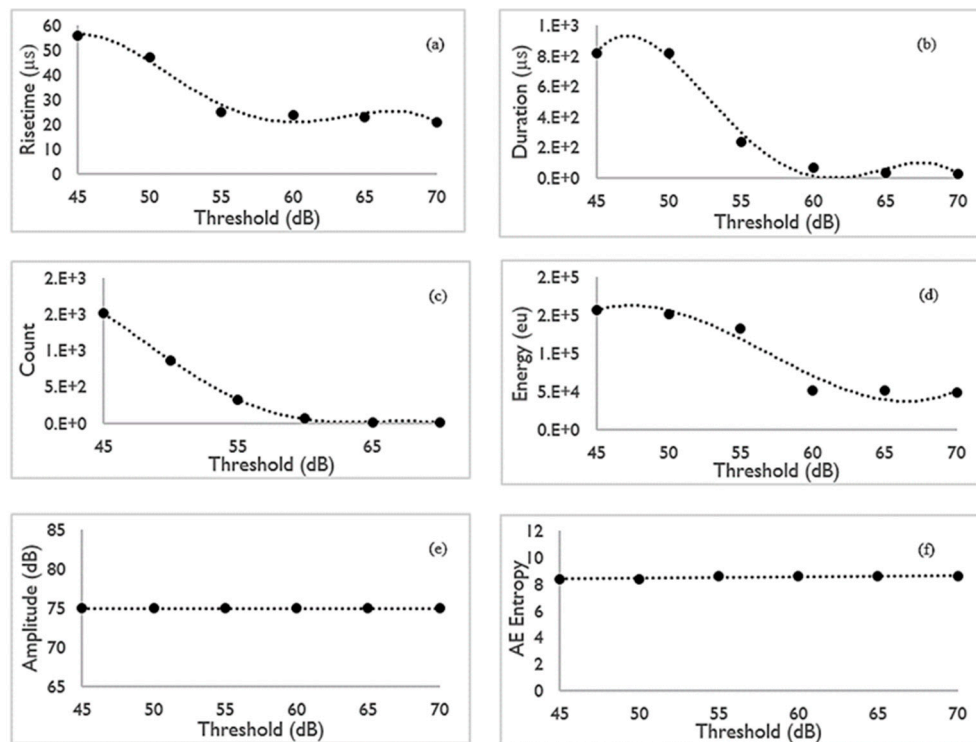 (a)
Risetime (μs)
60
50
40
30
20
10
0
45 50 55 60 65 70
Threshold (dB)
(b)
Duration (μs)
1.E+3
8.E+2
6.E+2
4.E+2
2.E+2
0.E+0
45 50 55 60 65 70
Threshold (dB)
(c)
Count
2.E+3
2.E+3
1.E+3
5.E+2
0.E+0
45 55 65
Threshold (dB)
(d)
Energy (eu)
2.E+5
2.E+5
1.E+5
5.E+4
0.E+0
45 50 55 60 65 70
Threshold (dB)
(e)
Amplitude (dB)
85
80
75
70
65
45 50 55 60 65 70
Threshold (dB)
(f)
AE Entropy
12
10
8
6
4
2
0
45 50 55 60 65 70
Threshold (dB)